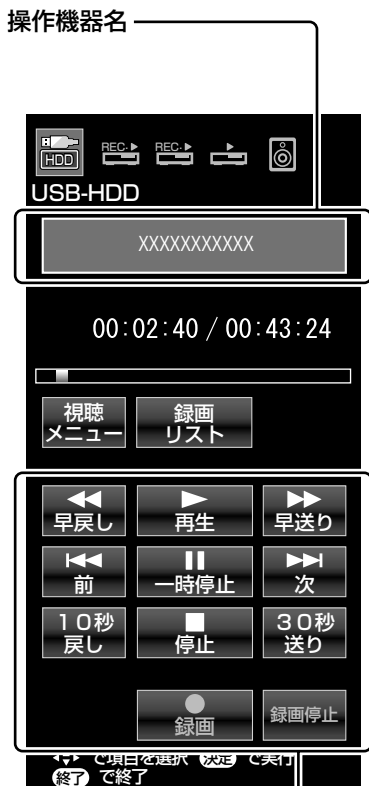 操作機器名
HDD REC REC
USB-HDD
XXXXXXXXXXX
00:02:40 / 00:43:24
視聴 録画
メニュー リスト
早戻し 再生 早送り
前 一時停止 次
10秒 30秒
戻し 停止 送り
録画 録画停止
で項目を選択 決定 で実行
終了 で終了